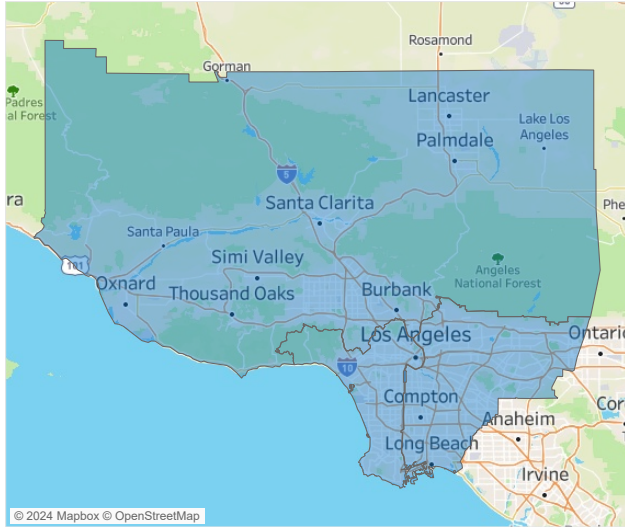 Rosamond
Gorman
Padres
al Forest
Lancaster
Lake Los
Angeles
Palmdale
5
ra
Santa Clarita
Phe
Santa Paula
101
Simi Valley
Angeles
National Forest
Oxnard
Thousand Oaks
Burbank
Los Angeles
Ontario
10
Compton
Cor
Anaheim
Long Beach
Irvine
© 2024 Mapbox © OpenStreetMap